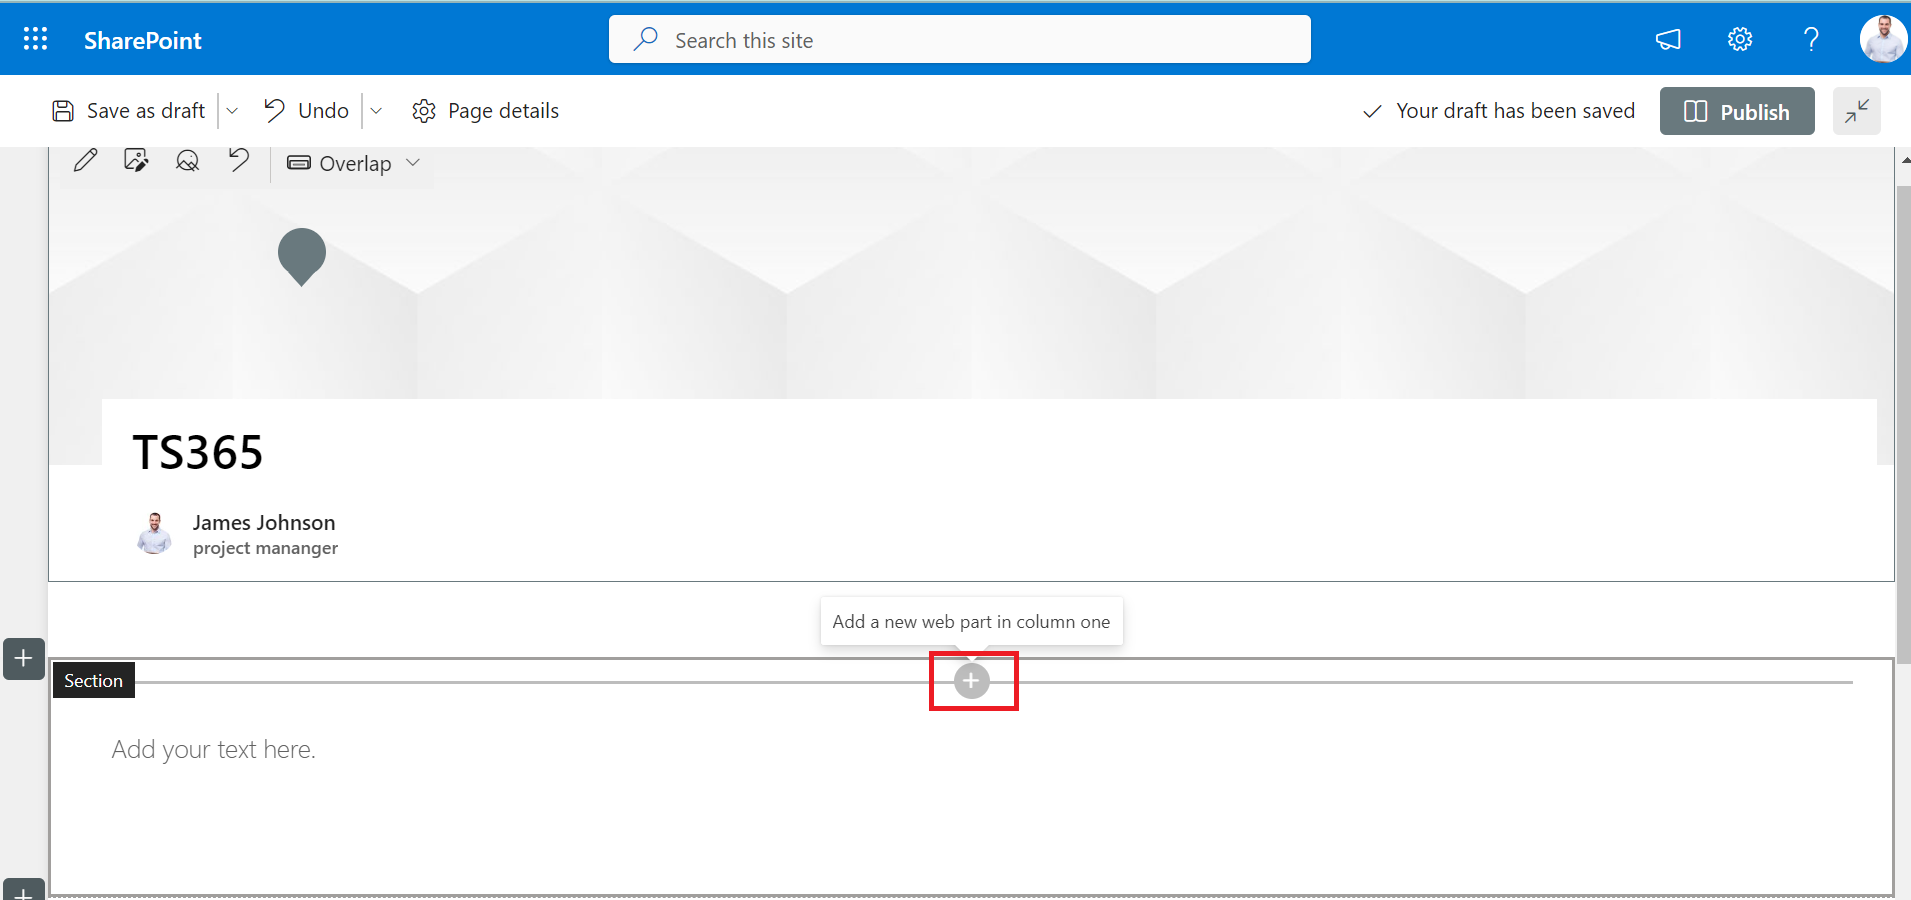 SharePoint
Search this site
Save as draft
Undo
Page details
Your draft has been saved
Publish
Overlap
TS365
James Johnson
project mananger
Add a new web part in column one
Section
Add your text here.